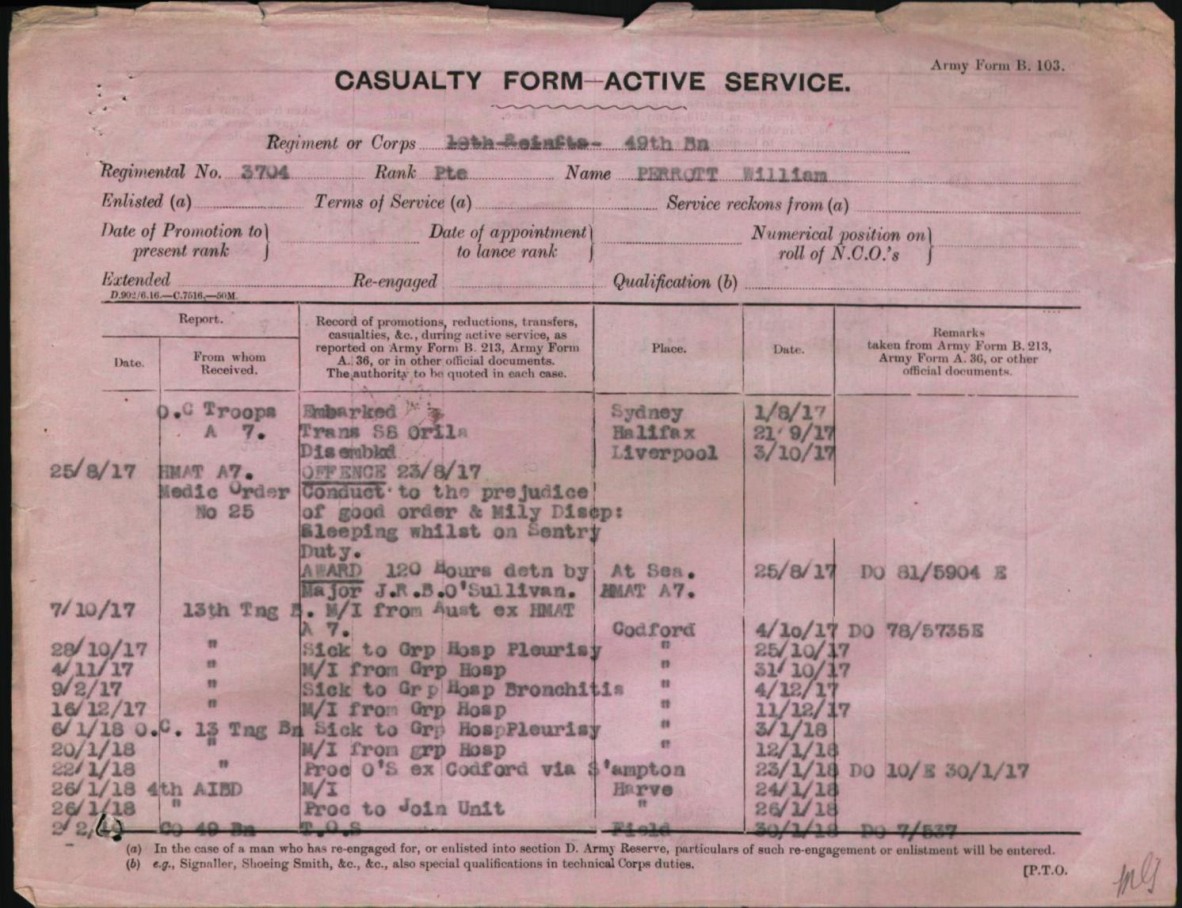 Army Form B. 103.
CASUALTY FORM—ACTIVE SERVICE.
Regiment or Corps 10th Reinfts- 49th Bn
Regimental No. 3704 Rank Pte Name PERROTT William
Enlisted (a) Terms of Service (a) Service reckons from (a)
Date of Promotion to present rank } Date of appointment to lance rank } Numerical position on roll of N.C.O.'s }
Extended Re-engaged Qualification (b)
D.902/6.16.—C.7516.—50M.
Report.
Date. From whom Received.
Record of promotions, reductions, transfers, casualties, &c., during active service, as reported on Army Form B. 213, Army Form A. 36, or in other official documents. The authority to be quoted in each case.
Place.
Date.
Remarks taken from Army Form B. 213, Army Form A. 36, or other official documents.
O.C Troops Embarked Sydney 1/8/17
A 7. Trans SS Orila Halifax 21/9/17
Disembkd Liverpool 3/10/17
25/8/17 HMAT A7. OFFENCE 23/8/17
Medic Order Conduct to the prejudice
No 25 of good order & Mily Discp:
Sleeping whilst on Sentry
Duty.
AWARD 120 Hours detn by At Sea. 25/8/17 DO 81/5904 E
Major J.R.B.O'Sullivan. HMAT A7.
7/10/17 13th Tng B. M/I from Aust ex HMAT
A 7. Codford 4/10/17 DO 78/5735E
28/10/17 " Sick to Grp Hosp Pleurisy " 25/10/17
4/11/17 " M/I from Grp Hosp " 31/10/17
9/2/17 " Sick to Grp Hosp Bronchitis " 4/12/17
16/12/17 " M/I from Grp Hosp " 11/12/17
6/1/18 O.C. 13 Tng Bn Sick to Grp HospPleurisy " 3/1/18
20/1/18 " M/I from grp Hosp " 12/1/18
22/1/18 " Proc O'S ex Codford via S'ampton 23/1/18 DO 10/E 30/1/17
26/1/18 4th AIBD M/I Harve 24/1/18
26/1/18 " Proc to Join Unit " 26/1/18
2/2/18 CO 49 Bn T.O.S Field 30/1/18 DO 7/537
(a) In the case of a man who has re-engaged for, or enlisted into section D. Army Reserve, particulars of such re-engagement or enlistment will be entered.
(b) e.g., Signaller, Shoeing Smith, &c., &c., also special qualifications in technical Corps duties.
[P.T.O.